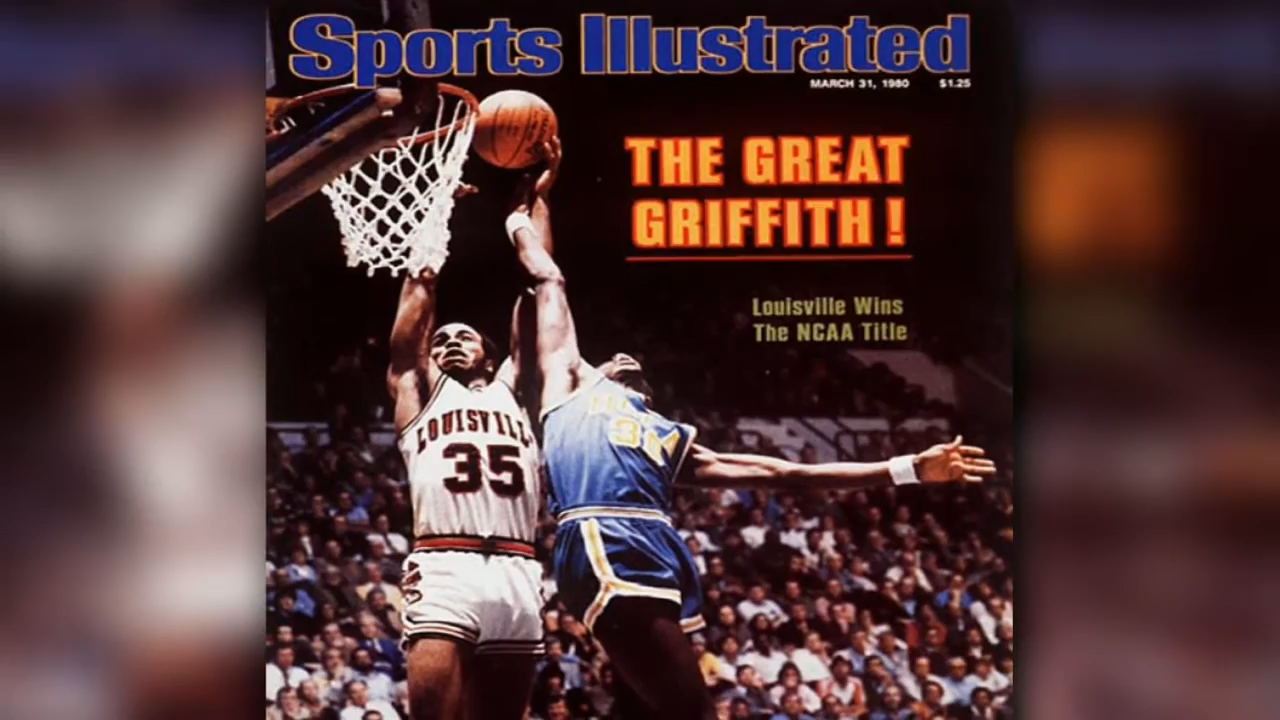 Sports Illustrated
MARCH 31, 1980 $1.25
THE GREAT
GRIFFITH !
Louisville Wins
The NCAA Title
LOUISVILL
35